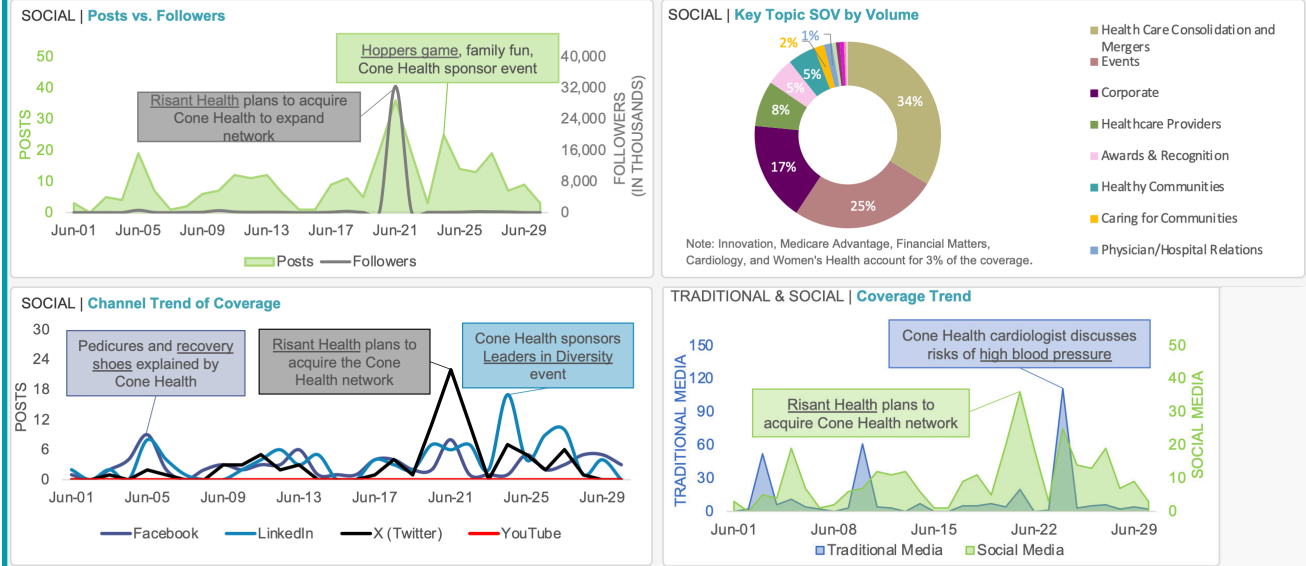 SOCIAL | Posts vs. Followers
50
40
30
20
10
0
POSTS
Hoppers game, family fun,
Cone Health sponsor event
Risant Health plans to acquire
Cone Health to expand
network
40,000
32,000
24,000
16,000
8,000
0
FOLLOWERS
(IN THOUSANDS)
Jun-01 Jun-05 Jun-09 Jun-13 Jun-17 Jun-21 Jun-25 Jun-29
Posts Followers
SOCIAL | Key Topic SOV by Volume
34%
25%
17%
8%
5%
5%
2%
1%
Health Care Consolidation and
Mergers
Events
Corporate
Healthcare Providers
Awards & Recognition
Healthy Communities
Caring for Communities
Physician/Hospital Relations
Note: Innovation, Medicare Advantage, Financial Matters,
Cardiology, and Women's Health account for 3% of the coverage.
SOCIAL | Channel Trend of Coverage
30
24
18
12
6
0
POSTS
Pedicures and recovery
shoes explained by
Cone Health
Risant Health plans to
acquire the Cone
Health network
Cone Health sponsors
Leaders in Diversity
event
Jun-01 Jun-05 Jun-09 Jun-13 Jun-17 Jun-21 Jun-25 Jun-29
Facebook LinkedIn X (Twitter) YouTube
TRADITIONAL & SOCIAL | Coverage Trend
150
120
90
60
30
0
TRADITIONAL MEDIA
Cone Health cardiologist discusses
risks of high blood pressure
Risant Health plans to
acquire Cone Health network
50
40
30
20
10
0
SOCIAL MEDIA
Jun-01 Jun-08 Jun-15 Jun-22 Jun-29
Traditional Media Social Media